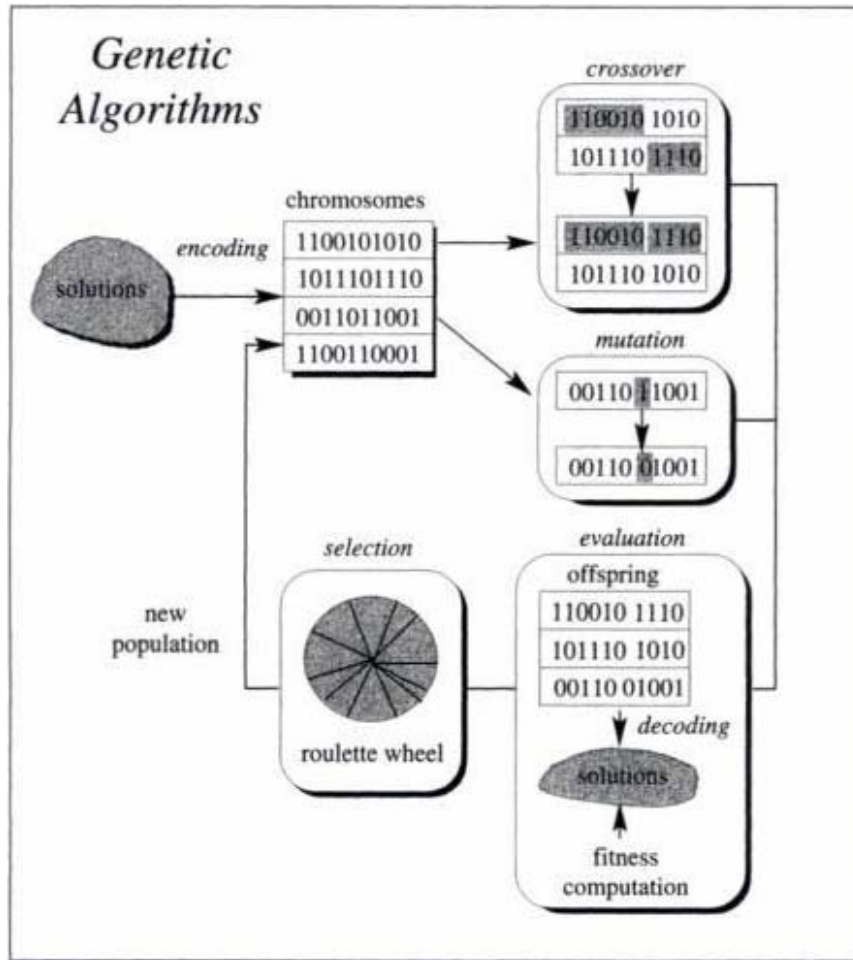 Genetic
Algorithms
crossover
110010 1010
101110 1110
110010 1110
101110 1010
chromosomes
1100101010
1011101110
0011011001
1100110001
encoding
solutions
mutation
00110 11001
00110 01001
evaluation
offspring
110010 1110
101110 1010
00110 01001
decoding
solutions
fitness
computation
selection
roulette wheel
new
population